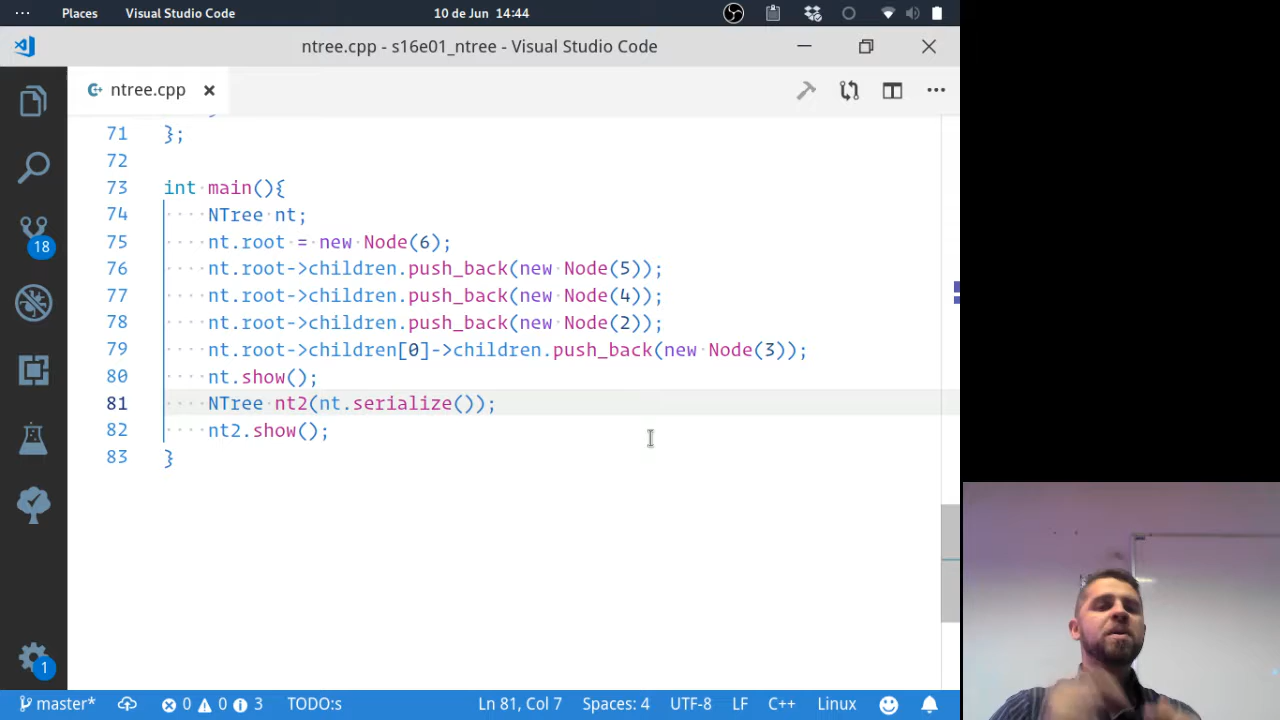 ··· Places Visual Studio Code 10 de Jun 14:44
ntree.cpp - s16e01_ntree - Visual Studio Code
ntree.cpp
71 };
72
73 int main(){
74 NTree nt;
75 nt.root = new Node(6);
76 nt.root->children.push_back(new Node(5));
77 nt.root->children.push_back(new Node(4));
78 nt.root->children.push_back(new Node(2));
79 nt.root->children[0]->children.push_back(new Node(3));
80 nt.show();
81 NTree nt2(nt.serialize());
82 nt2.show();
83 }
18
1
master* 0 0 3 TODO:s Ln 81, Col 7 Spaces: 4 UTF-8 LF C++ Linux